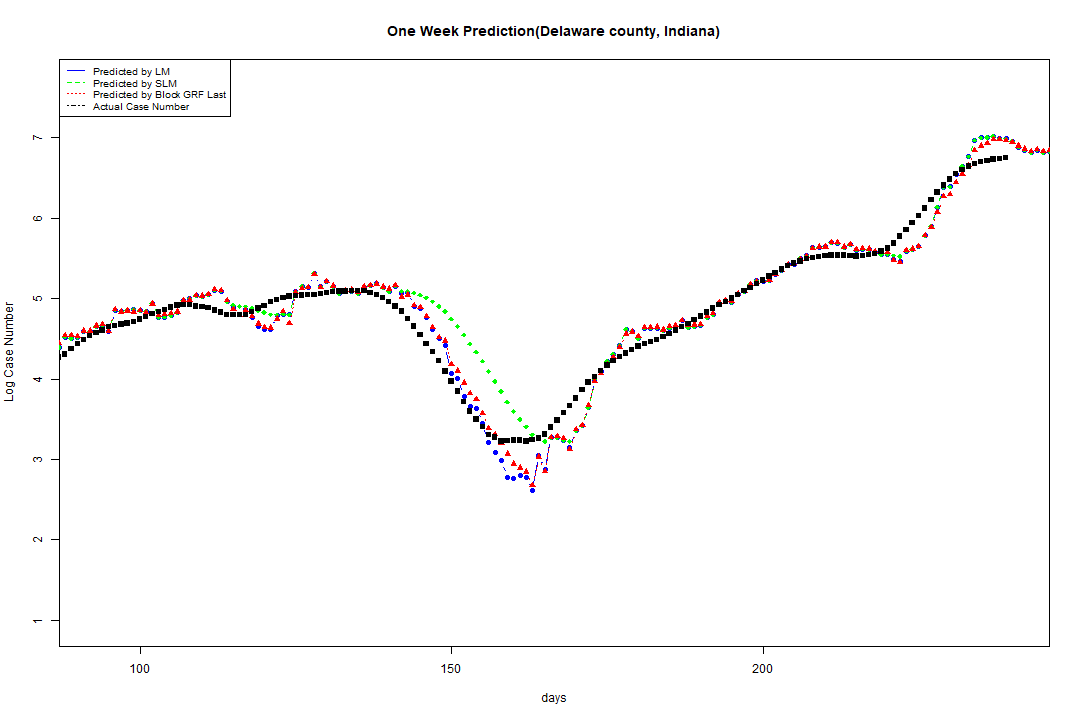 One Week Prediction(Delaware county, Indiana)
Predicted by LM
Predicted by SLM
Predicted by Block GRF Last
Actual Case Number
Log Case Number
7
6
5
4
3
2
1
100 150 200
days